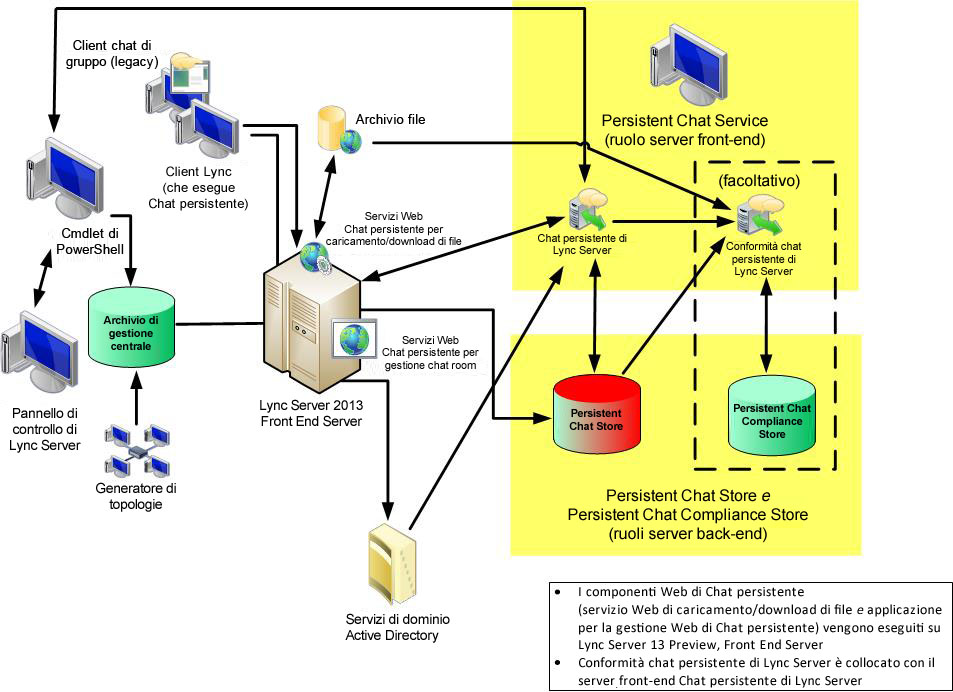 Client chat di
gruppo (legacy)
Archivio file
Persistent Chat Service
(ruolo server front-end)
Client Lync
(che esegue
Chat persistente)
(facoltativo)
Cmdlet di
PowerShell
Servizi Web
Chat persistente per
caricamento/download di file
Chat persistente di
Lync Server
Conformità chat
persistente di
Lync Server
Archivio di
gestione
centrale
Servizi Web
Chat persistente per
gestione chat room
Lync Server 2013
Front End Server
Pannello di
controllo di
Lync Server
Persistent
Chat Store
Persistent Chat
Compliance
Store
Generatore di
topologie
Persistent Chat Store e
Persistent Chat Compliance Store
(ruoli server back-end)
Servizi di dominio
Active Directory
• I componenti Web di Chat persistente
(servizio Web di caricamento/download di file e applicazione
per la gestione Web di Chat persistente) vengono eseguiti su
Lync Server 13 Preview, Front End Server
• Conformità chat persistente di Lync Server è collocato con il
server front-end Chat persistente di Lync Server